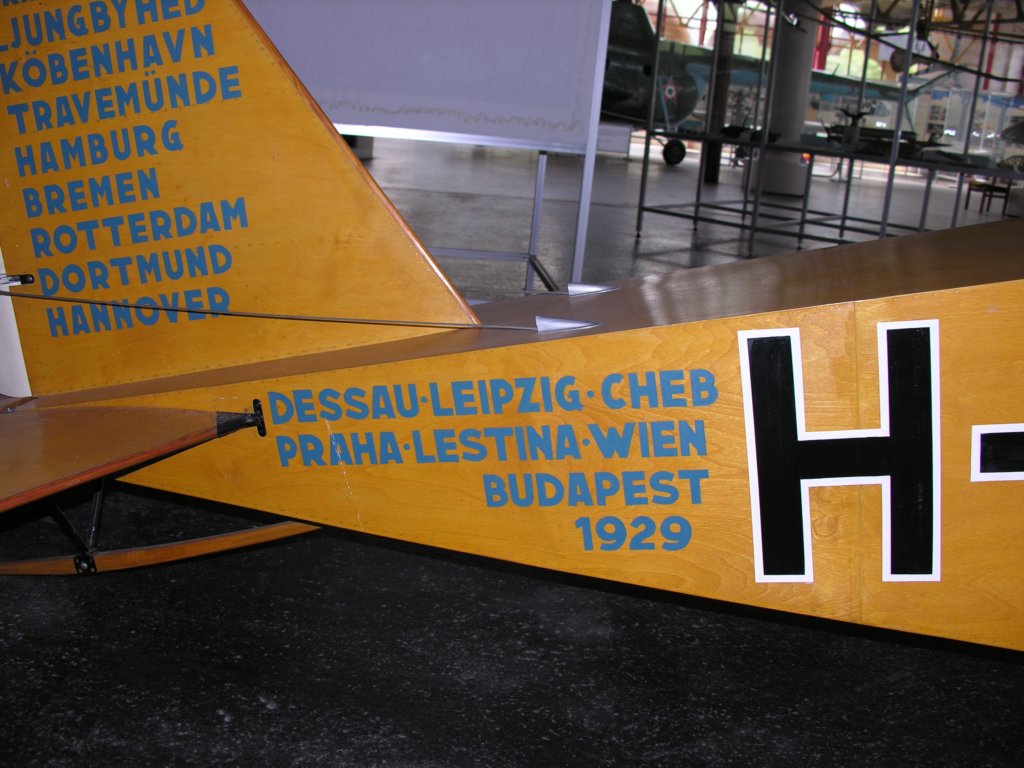 LJUNGBYHED
KÖBENHAVN
TRAVEMÜNDE
HAMBURG
BREMEN
ROTTERDAM
DORTMUND
HANNOVER
DESSAU·LEIPZIG·CHEB
PRAHA·LESTINA·WIEN
BUDAPEST
1929
H-